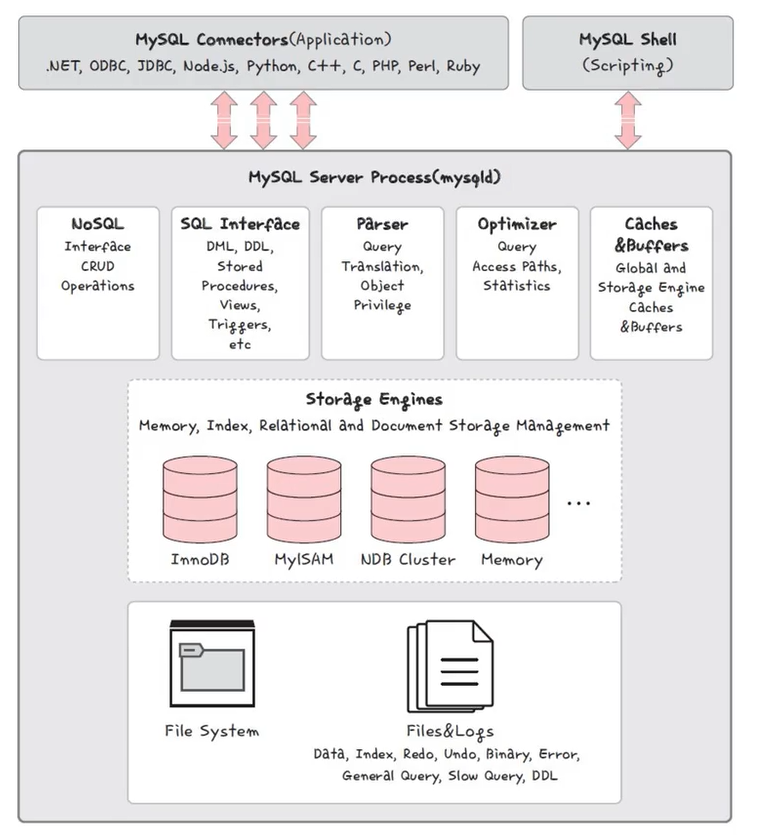 MySQL Connectors(Application)
.NET, ODBC, JDBC, Node.js, Python, C++, C, PHP, Perl, Ruby
MySQL Shell
(Scripting)
MySQL Server Process(mysqld)
NoSQL
Interface
CRUD
Operations
SQL Interface
DML, DDL,
Stored
Procedures,
Views,
Triggers,
etc
Parser
Query
Translation,
Object
Privilege
Optimizer
Query
Access Paths,
Statistics
Caches
&Buffers
Global and
Storage Engine
Caches
&Buffers
Storage Engines
Memory, Index, Relational and Document Storage Management
InnoDB
MyISAM
NDB Cluster
Memory
...
File System
Files&Logs
Data, Index, Redo, Undo, Binary, Error,
General Query, Slow Query, DDL